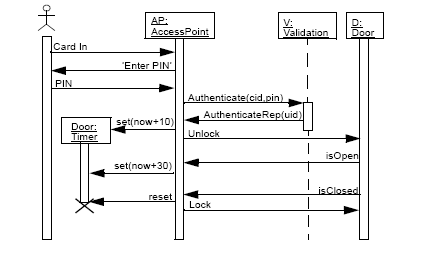 AP:
AccessPoint
V:
Validation
D:
Door
Card In
'Enter PIN'
PIN
Authenticate(cid,pin)
AuthenticateRep(uid)
Door:
Timer
set(now+10)
Unlock
isOpen
set(now+30)
isClosed
reset
Lock